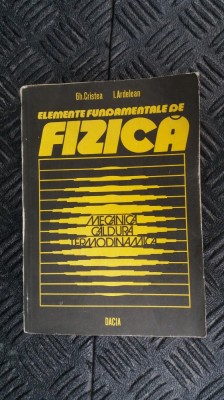 Gh.Cristea I.Ardelean
ELEMENTE FUNDAMENTALE DE
FIZICĂ
MECANICĂ
CĂLDURĂ
TERMODINAMICĂ
DACIA